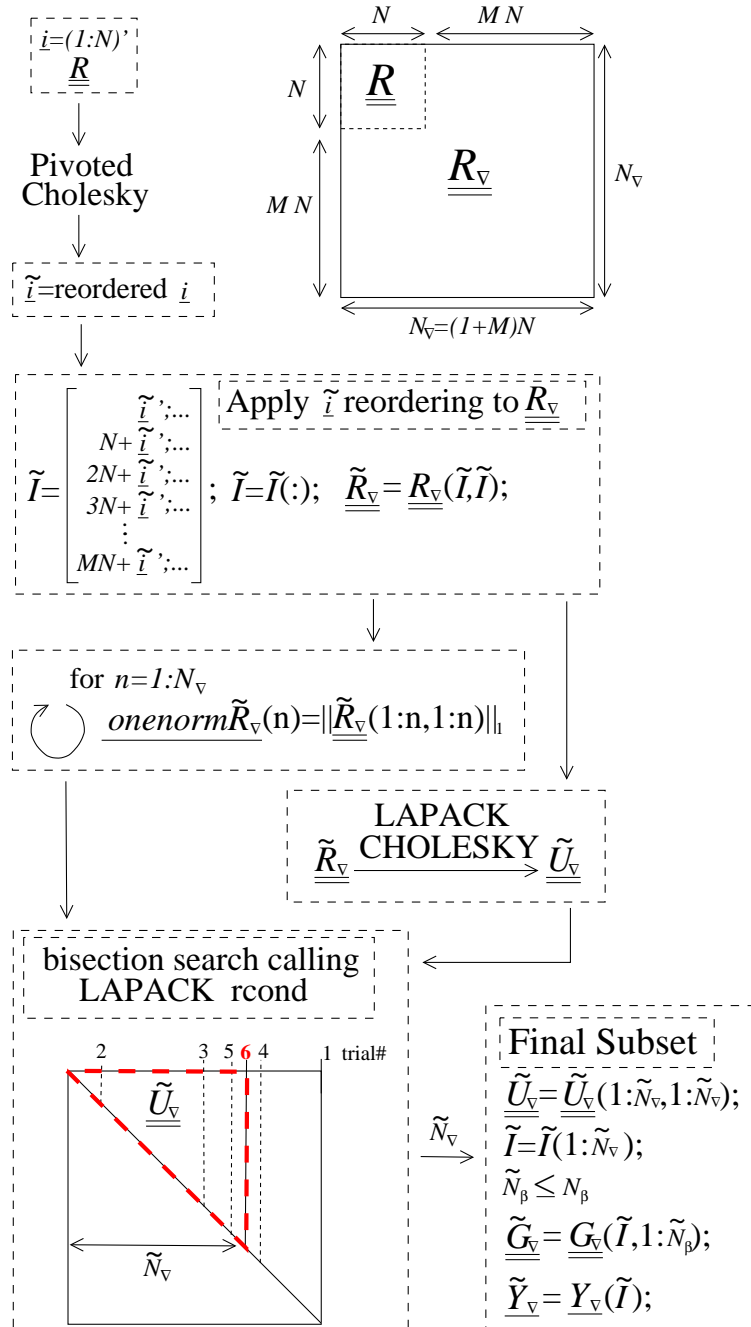 i=(1:N)'
R
Pivoted
Cholesky
ĩ=reordered i
N
M N
N
R
M N
R∇
N∇
N∇=(1+M)N
Apply ĩ reordering to R∇
Ĩ=
ĩ ';...
N+ ĩ ';...
2N+ ĩ ';...
3N+ ĩ ';...
⋮
MN+ ĩ ';...
; Ĩ=Ĩ(:); R̃∇=R∇(Ĩ,Ĩ);
for n=1:N∇
onenormR̃∇(n)=||R̃∇(1:n,1:n)||₁
LAPACK
CHOLESKY
R̃∇ Ũ∇
bisection search calling
LAPACK rcond
2 3 5 6 4 1 trial#
Ũ∇
Ñ∇
Ñ∇
Final Subset
Ũ∇=Ũ∇(1:Ñ∇,1:Ñ∇);
Ĩ=Ĩ(1:Ñ∇);
Ñβ ≤ Nβ
G̃∇=G∇(Ĩ,1:Ñβ);
Ỹ∇=Y∇(Ĩ);